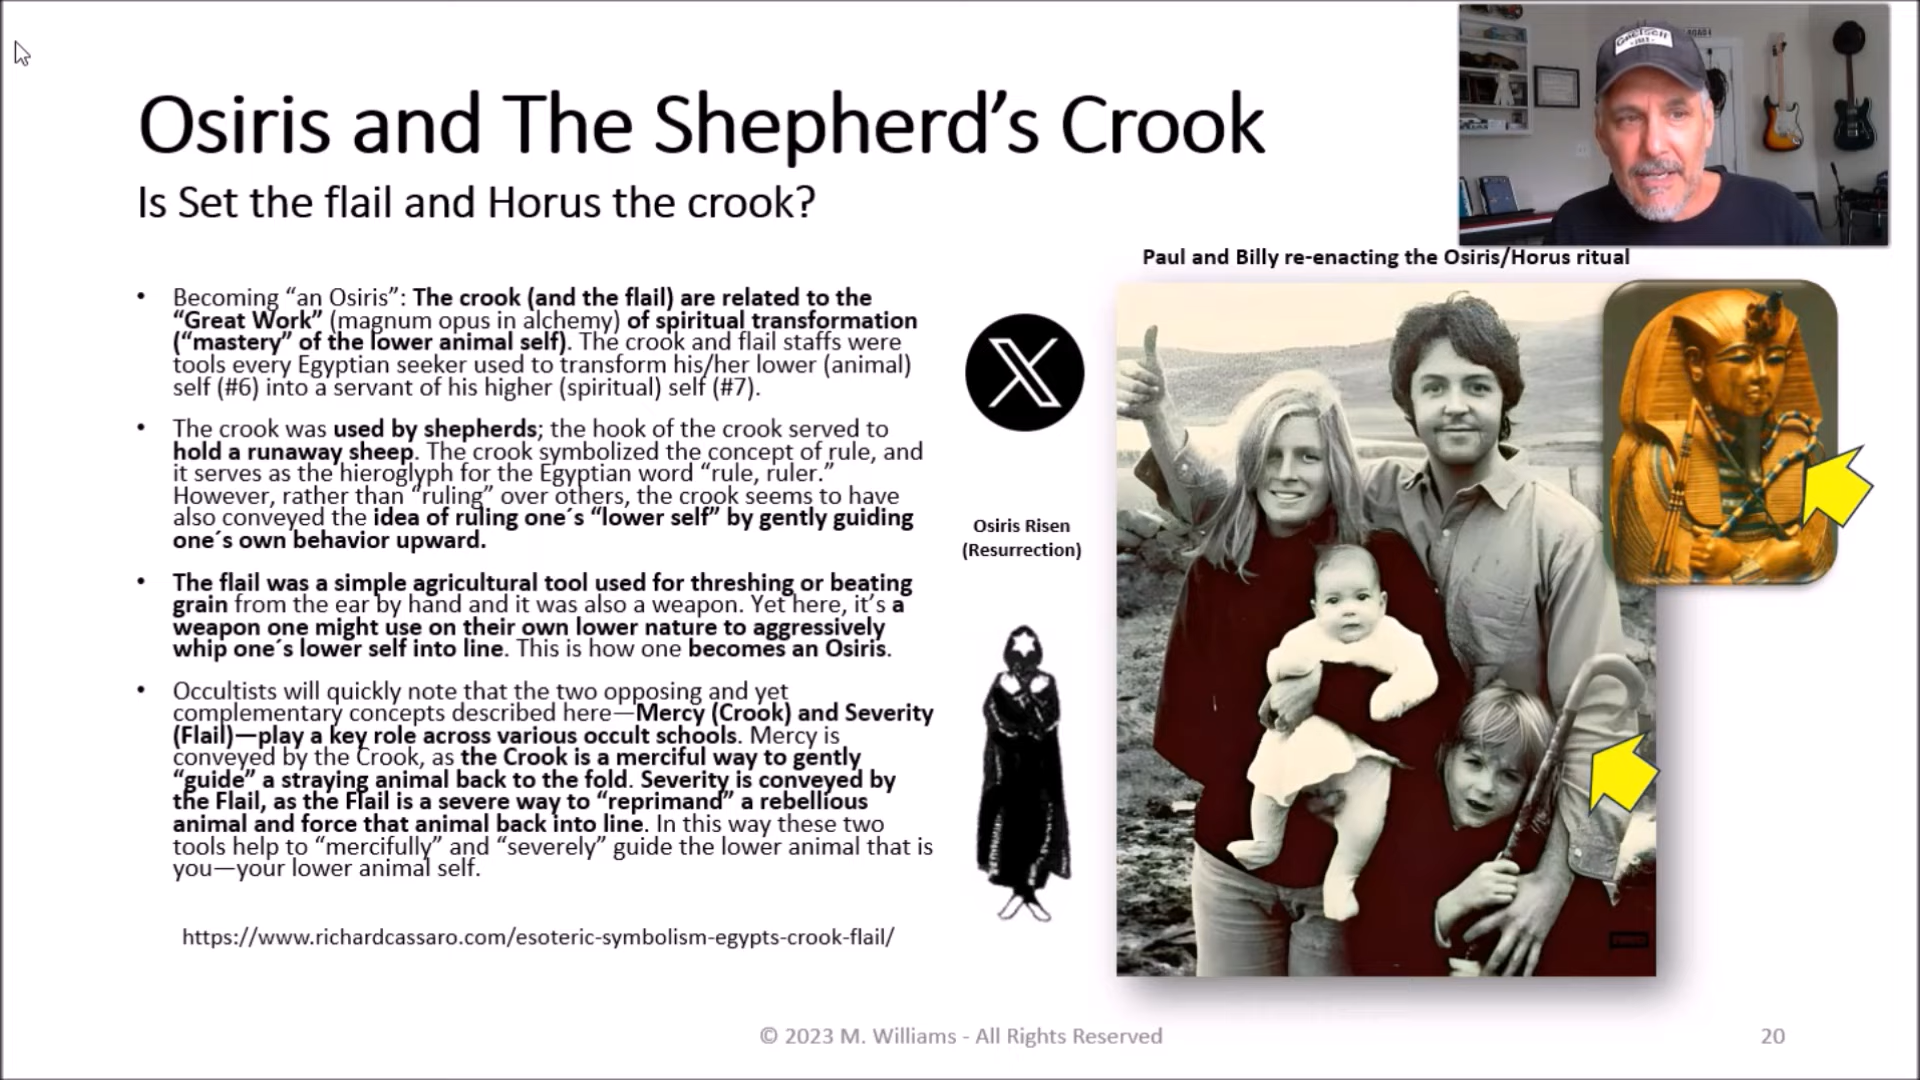 Osiris and The Shepherd’s Crook
Is Set the flail and Horus the crook?
Paul and Billy re-enacting the Osiris/Horus ritual
• Becoming “an Osiris”: The crook (and the flail) are related to the
“Great Work” (magnum opus in alchemy) of spiritual transformation
(“mastery” of the lower animal self). The crook and flail staffs were
tools every Egyptian seeker used to transform his/her lower (animal)
self (#6) into a servant of his higher (spiritual) self (#7).
• The crook was used by shepherds; the hook of the crook served to
hold a runaway sheep. The crook symbolized the concept of rule, and
it serves as the hieroglyph for the Egyptian word “rule, ruler.”
However, rather than “ruling” over others, the crook seems to have
also conveyed the idea of ruling one´s “lower self” by gently guiding
one´s own behavior upward.
• The flail was a simple agricultural tool used for threshing or beating
grain from the ear by hand and it was also a weapon. Yet here, it’s a
weapon one might use on their own lower nature to aggressively
whip one´s lower self into line. This is how one becomes an Osiris.
• Occultists will quickly note that the two opposing and yet
complementary concepts described here—Mercy (Crook) and Severity
(Flail)—play a key role across various occult schools. Mercy is
conveyed by the Crook, as the Crook is a merciful way to gently
“guide” a straying animal back to the fold. Severity is conveyed by
the Flail, as the Flail is a severe way to “reprimand” a rebellious
animal and force that animal back into line. In this way these two
tools help to “mercifully” and “severely” guide the lower animal that is
you—your lower animal self.
https://www.richardcassaro.com/esoteric-symbolism-egypts-crook-flail/
X
Osiris Risen
(Resurrection)
GRETSCH
© 2023 M. Williams - All Rights Reserved
20